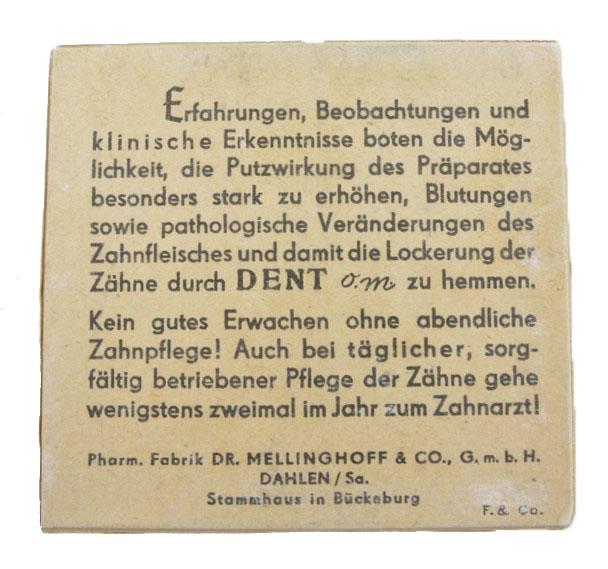 Erfahrungen, Beobachtungen und
klinische Erkenntnisse boten die Mög-
lichkeit, die Putzwirkung des Präparates
besonders stark zu erhöhen, Blutungen
sowie pathologische Veränderungen des
Zahnfleisches und damit die Lockerung der
Zähne durch DENT o.m. zu hemmen.
Kein gutes Erwachen ohne abendliche
Zahnpflege! Auch bei täglicher, sorg-
fältig betriebener Pflege der Zähne gehe
wenigstens zweimal im Jahr zum Zahnarzt!
Pharm. Fabrik DR. MELLINGHOFF & CO., G. m. b. H.
DAHLEN / Sa.
Stammhaus in Bückeburg
F. & Co.